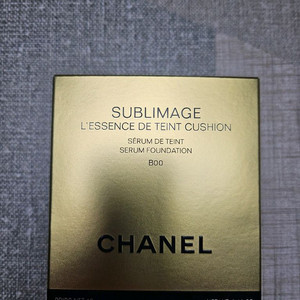 SUBLIMAGE
L'ESSENCE DE TEINT CUSHION
SÉRUM DE TEINT
SERUM FOUNDATION
B00
CHANEL